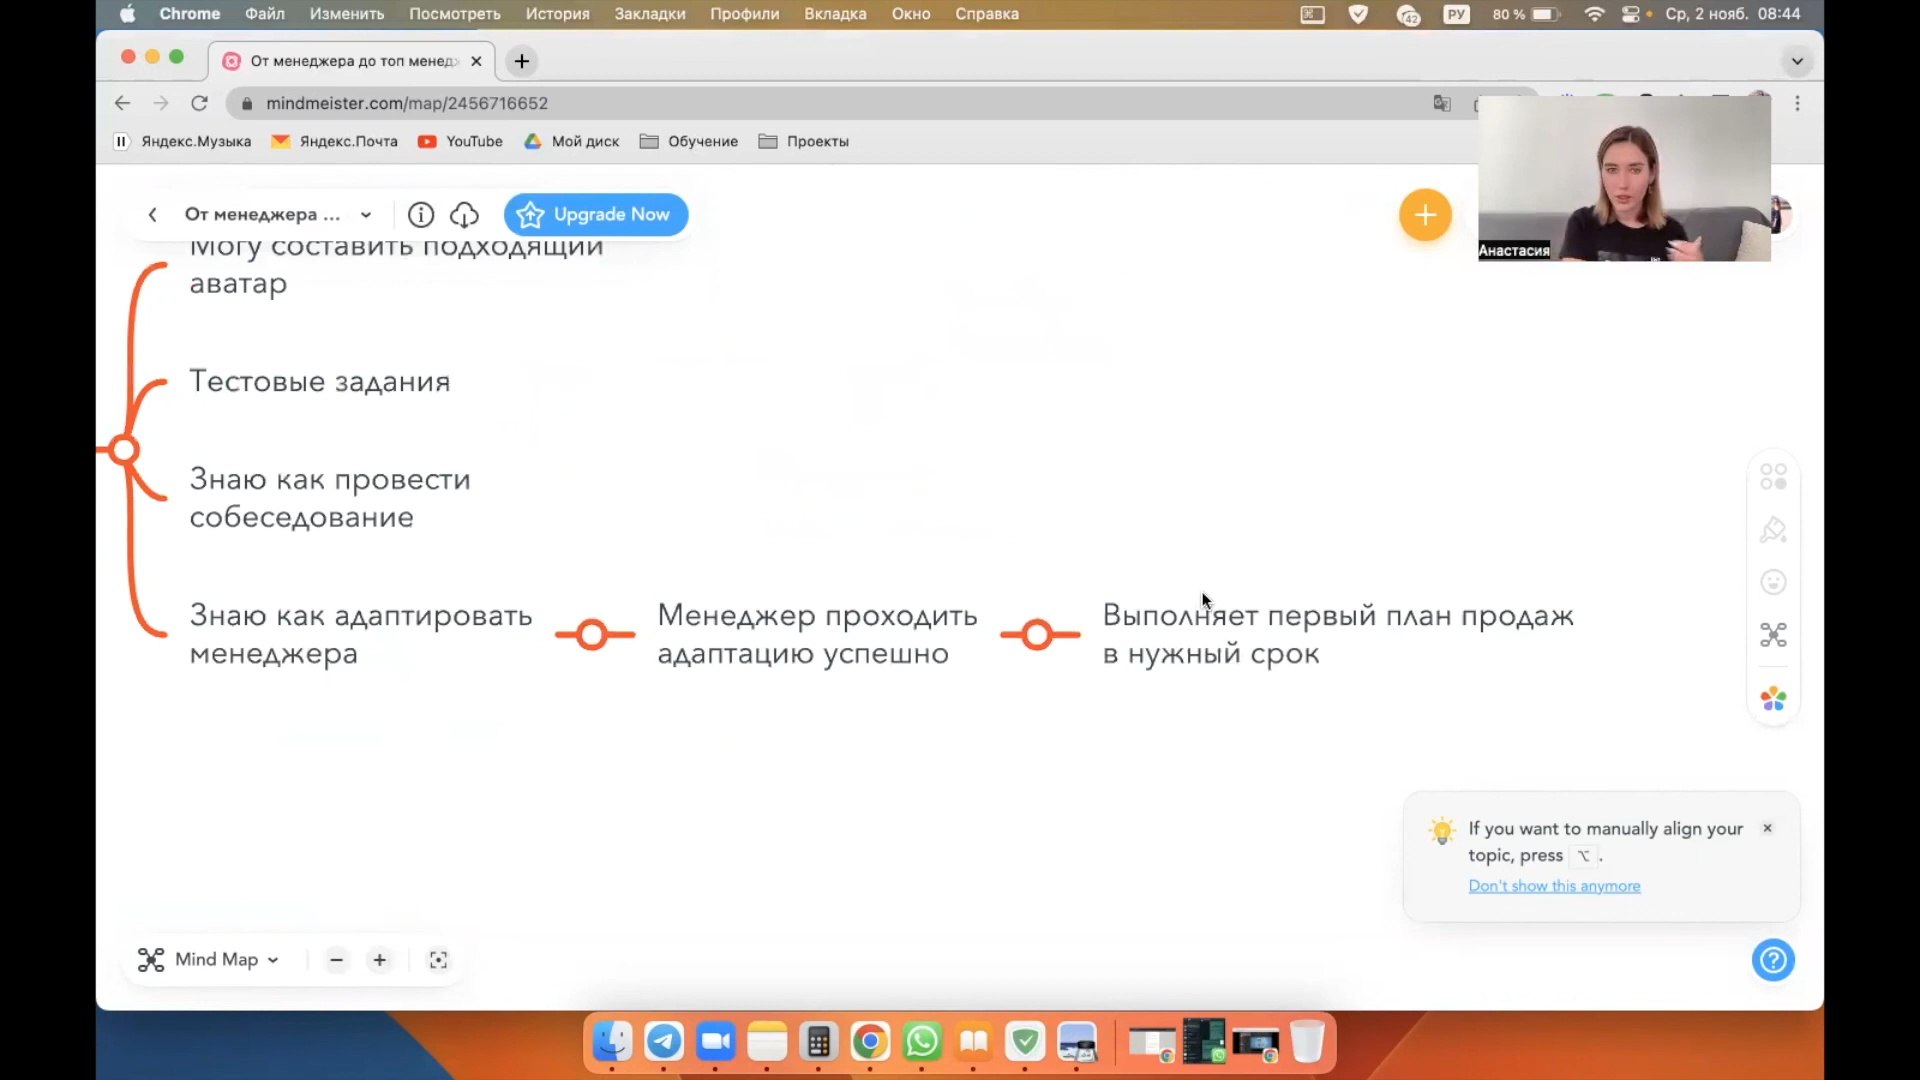 Chrome Файл Изменить Посмотреть История Закладки Профили Вкладка Окно Справка
42 РУ 80 % Ср, 2 нояб. 08:44
От менеджера до топ менед
mindmeister.com/map/2456716652
Яндекс.Музыка Яндекс.Почта YouTube Мой диск Обучение Проекты
От менеджера ... Upgrade Now
Анастасия
Могу составить подходящий
аватар
Тестовые задания
Знаю как провести
собеседование
Знаю как адаптировать
менеджера
Менеджер проходить
адаптацию успешно
Выполняет первый план продаж
в нужный срок
If you want to manually align your
topic, press ⌥ .
Don't show this anymore
Mind Map